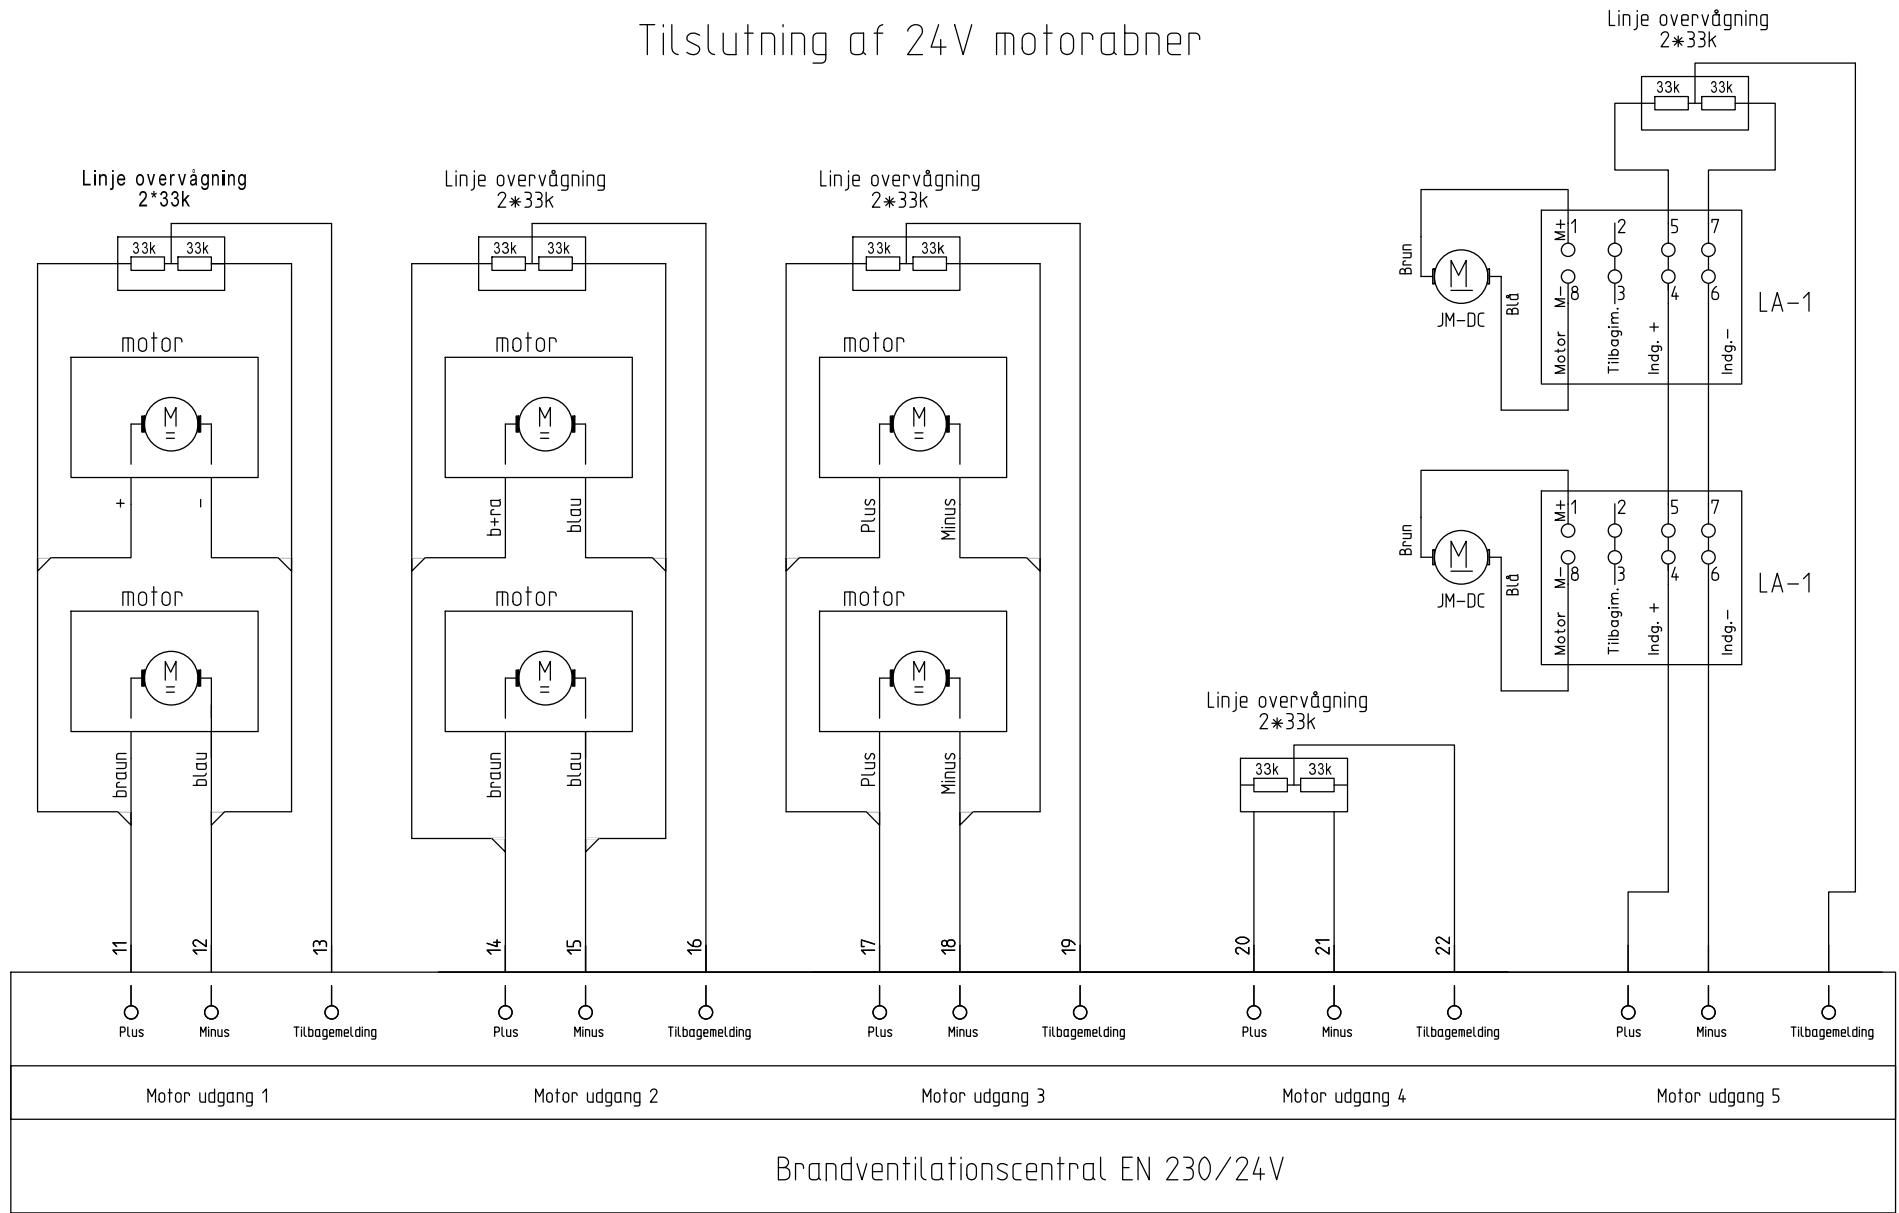 Tilslutning af 24V motorabner
Linje overvågning
2*33k
33k 33k
Linje overvågning
2*33k
33k 33k
motor
M
+ -
motor
M
braun blau
11 12 13
Linje overvågning
2*33k
33k 33k
motor
M
b+ra blau
motor
M
braun blau
14 15 16
Linje overvågning
2*33k
33k 33k
motor
M
Plus Minus
motor
M
Plus Minus
17 18 19
Linje overvågning
2*33k
33k 33k
20 21 22
Brun
M
JM-DC
Blå
M+ 1 2 5 7
M- 8 3 4 6
Motor Tilbagim. Indg. + Indg.-
LA-1
Brun
M
JM-DC
Blå
M+ 1 2 5 7
M- 8 3 4 6
Motor Tilbagim. Indg. + Indg.-
LA-1
Plus Minus Tilbagemelding Plus Minus Tilbagemelding Plus Minus Tilbagemelding Plus Minus Tilbagemelding Plus Minus Tilbagemelding
Motor udgang 1 Motor udgang 2 Motor udgang 3 Motor udgang 4 Motor udgang 5
Brandventilationscentral EN 230/24V